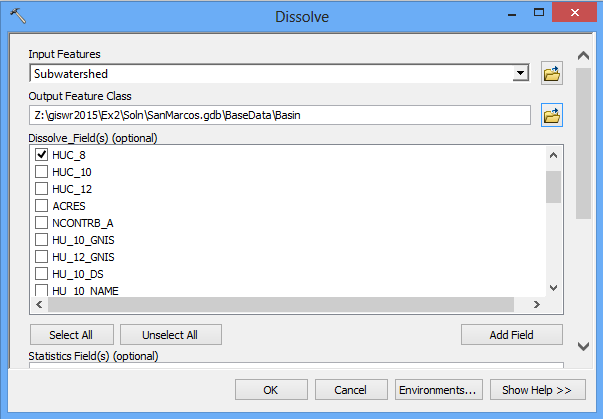 Dissolve
Input Features
Subwatershed
Output Feature Class
Z:\giswr2015\Ex2\Soln\SanMarcos.gdb\BaseData\Basin
Dissolve_Field(s) (optional)
HUC_8
HUC_10
HUC_12
ACRES
NCONTRB_A
HU_10_GNIS
HU_12_GNIS
HU_10_DS
HU_10_NAME
Select All
Unselect All
Add Field
Statistics Field(s) (optional)
OK
Cancel
Environments...
Show Help >>